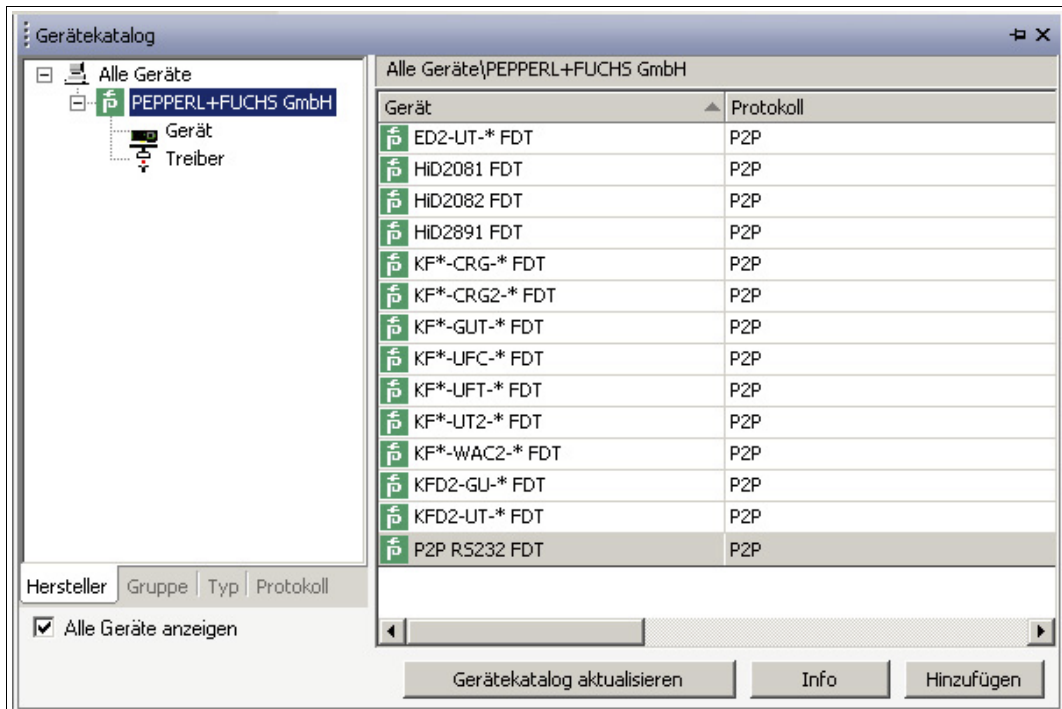 Gerätekatalog
Alle Geräte
PEPPERL+FUCHS GmbH
Gerät
Treiber
Hersteller Gruppe Typ Protokoll
Alle Geräte anzeigen
Alle Geräte\PEPPERL+FUCHS GmbH
Gerät Protokoll
ED2-UT-* FDT P2P
HiD2081 FDT P2P
HiD2082 FDT P2P
HiD2891 FDT P2P
KF*-CRG-* FDT P2P
KF*-CRG2-* FDT P2P
KF*-GUT-* FDT P2P
KF*-UFC-* FDT P2P
KF*-UFT-* FDT P2P
KF*-UT2-* FDT P2P
KF*-WAC2-* FDT P2P
KFD2-GU-* FDT P2P
KFD2-UT-* FDT P2P
P2P RS232 FDT P2P
Gerätekatalog aktualisieren Info Hinzufügen